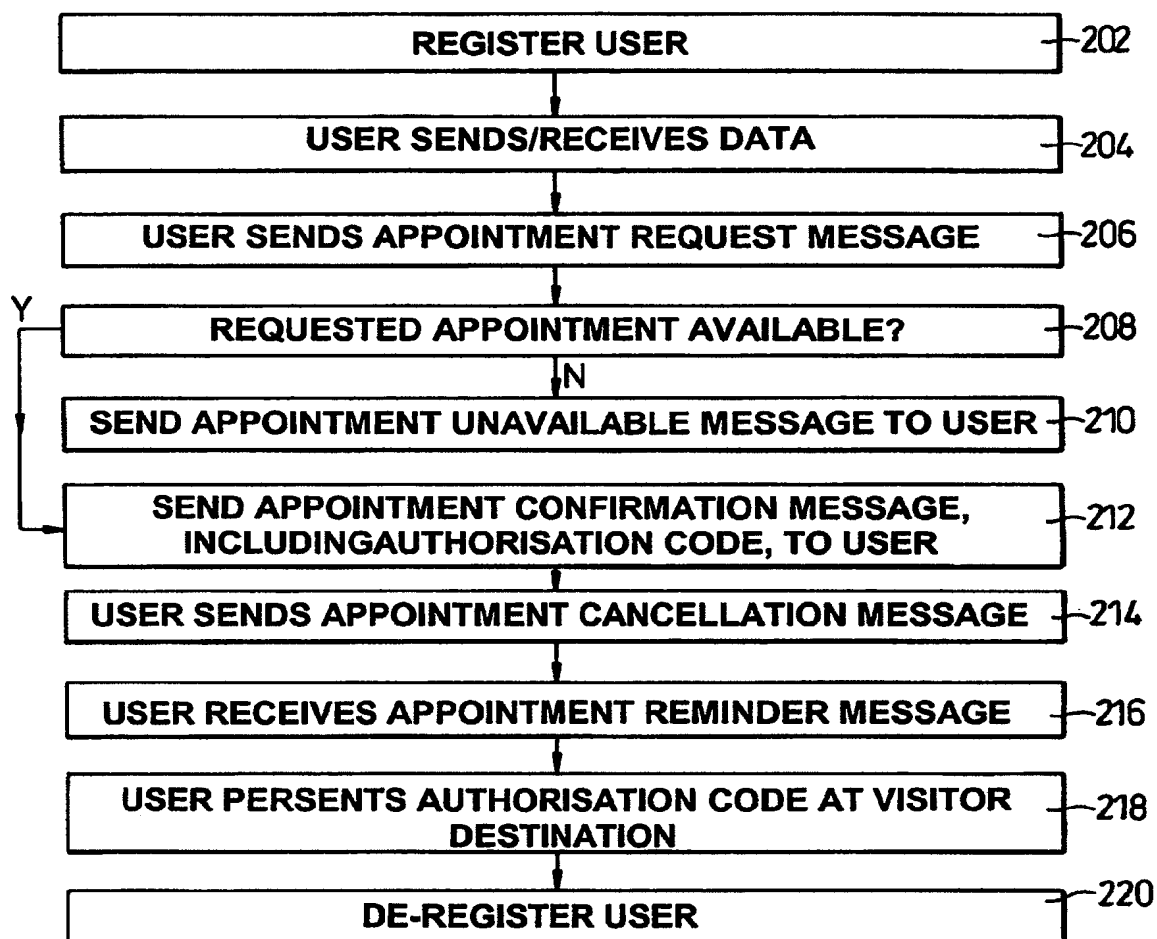 REGISTER USER 202
USER SENDS/RECEIVES DATA 204
USER SENDS APPOINTMENT REQUEST MESSAGE 206
Y
REQUESTED APPOINTMENT AVAILABLE? 208
N
SEND APPOINTMENT UNAVAILABLE MESSAGE TO USER 210
SEND APPOINTMENT CONFIRMATION MESSAGE, 212
INCLUDINGAUTHORISATION CODE, TO USER
USER SENDS APPOINTMENT CANCELLATION MESSAGE 214
USER RECEIVES APPOINTMENT REMINDER MESSAGE 216
USER PERSENTS AUTHORISATION CODE AT VISITOR 218
DESTINATION
DE-REGISTER USER 220